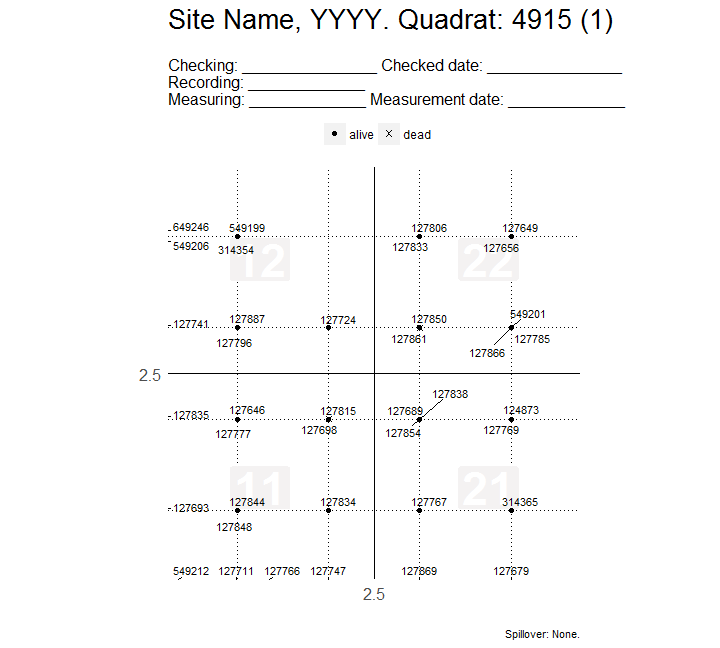 Site Name, YYYY. Quadrat: 4915 (1)
Checking: ________________ Checked date: ________________
Recording: ______________
Measuring: ______________ Measurement date: ______________
alive dead
649246 549199 127806 127649
549206 314354 127833 127656
12 22
127741 127887 127724 127850 549201
127796 127861 127785
127866
2.5
127838
127835 127646 127815 127689 124873
127777 127698 127854 127769
11 21
127693 127844 127834 127767 314365
127848
549212 127711 127766 127747 127869 127679
2.5
Spillover: None.